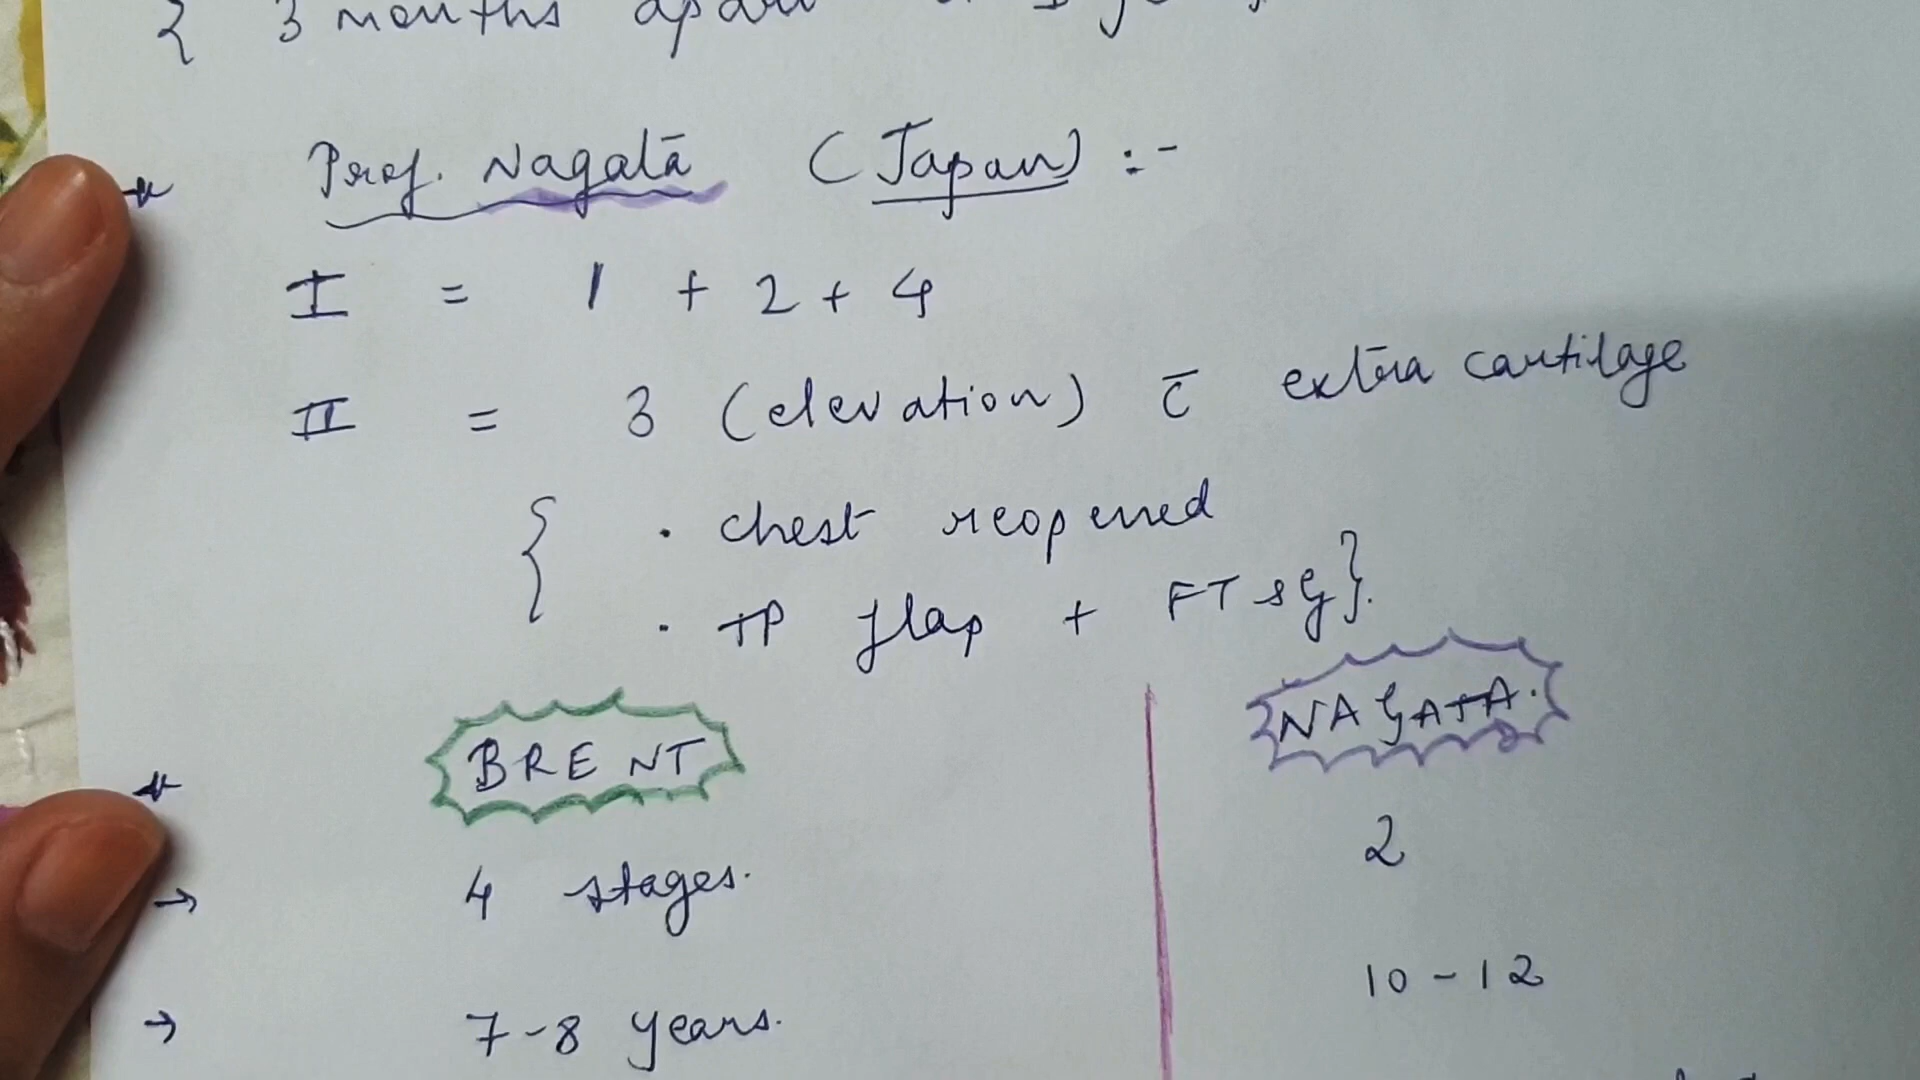 { 3 months apart
* Prof. Nagata (Japan) :-
I = 1 + 2 + 4
II = 3 (elevation) c̄ extra cartilage
{ . chest reopened
. TP flap + FTSG}.
* BRENT NAGATA.
→ 4 stages. 2
→ 7-8 years. 10-12